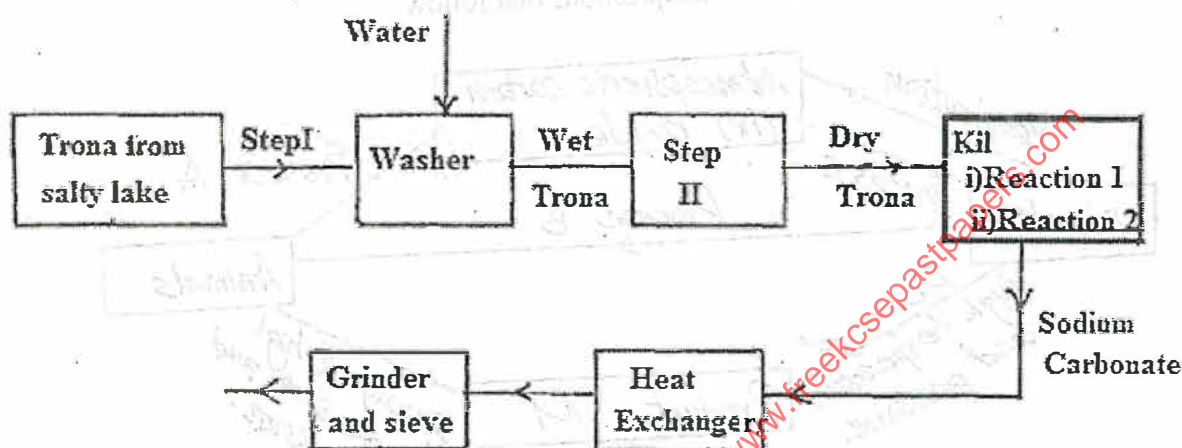 Water
Trona from
salty lake
StepI
Washer
Wet
Trona
Step
II
Dry
Trona
Kil
i)Reaction 1
ii)Reaction 2
Sodium
Carbonate
Heat
Exchanger
Grinder
and sieve
www.freekcsepastpapers.com